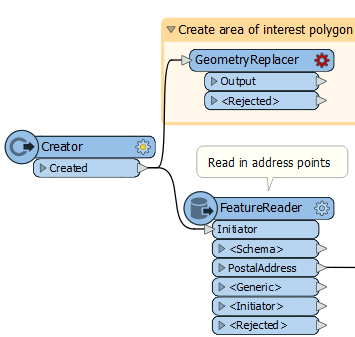 Create area of interest polygon
GeometryReplacer
Output
<Rejected>
Creator
Created
Read in address points
FeatureReader
Initiator
<Schema>
PostalAddress
<Generic>
<Initiator>
<Rejected>